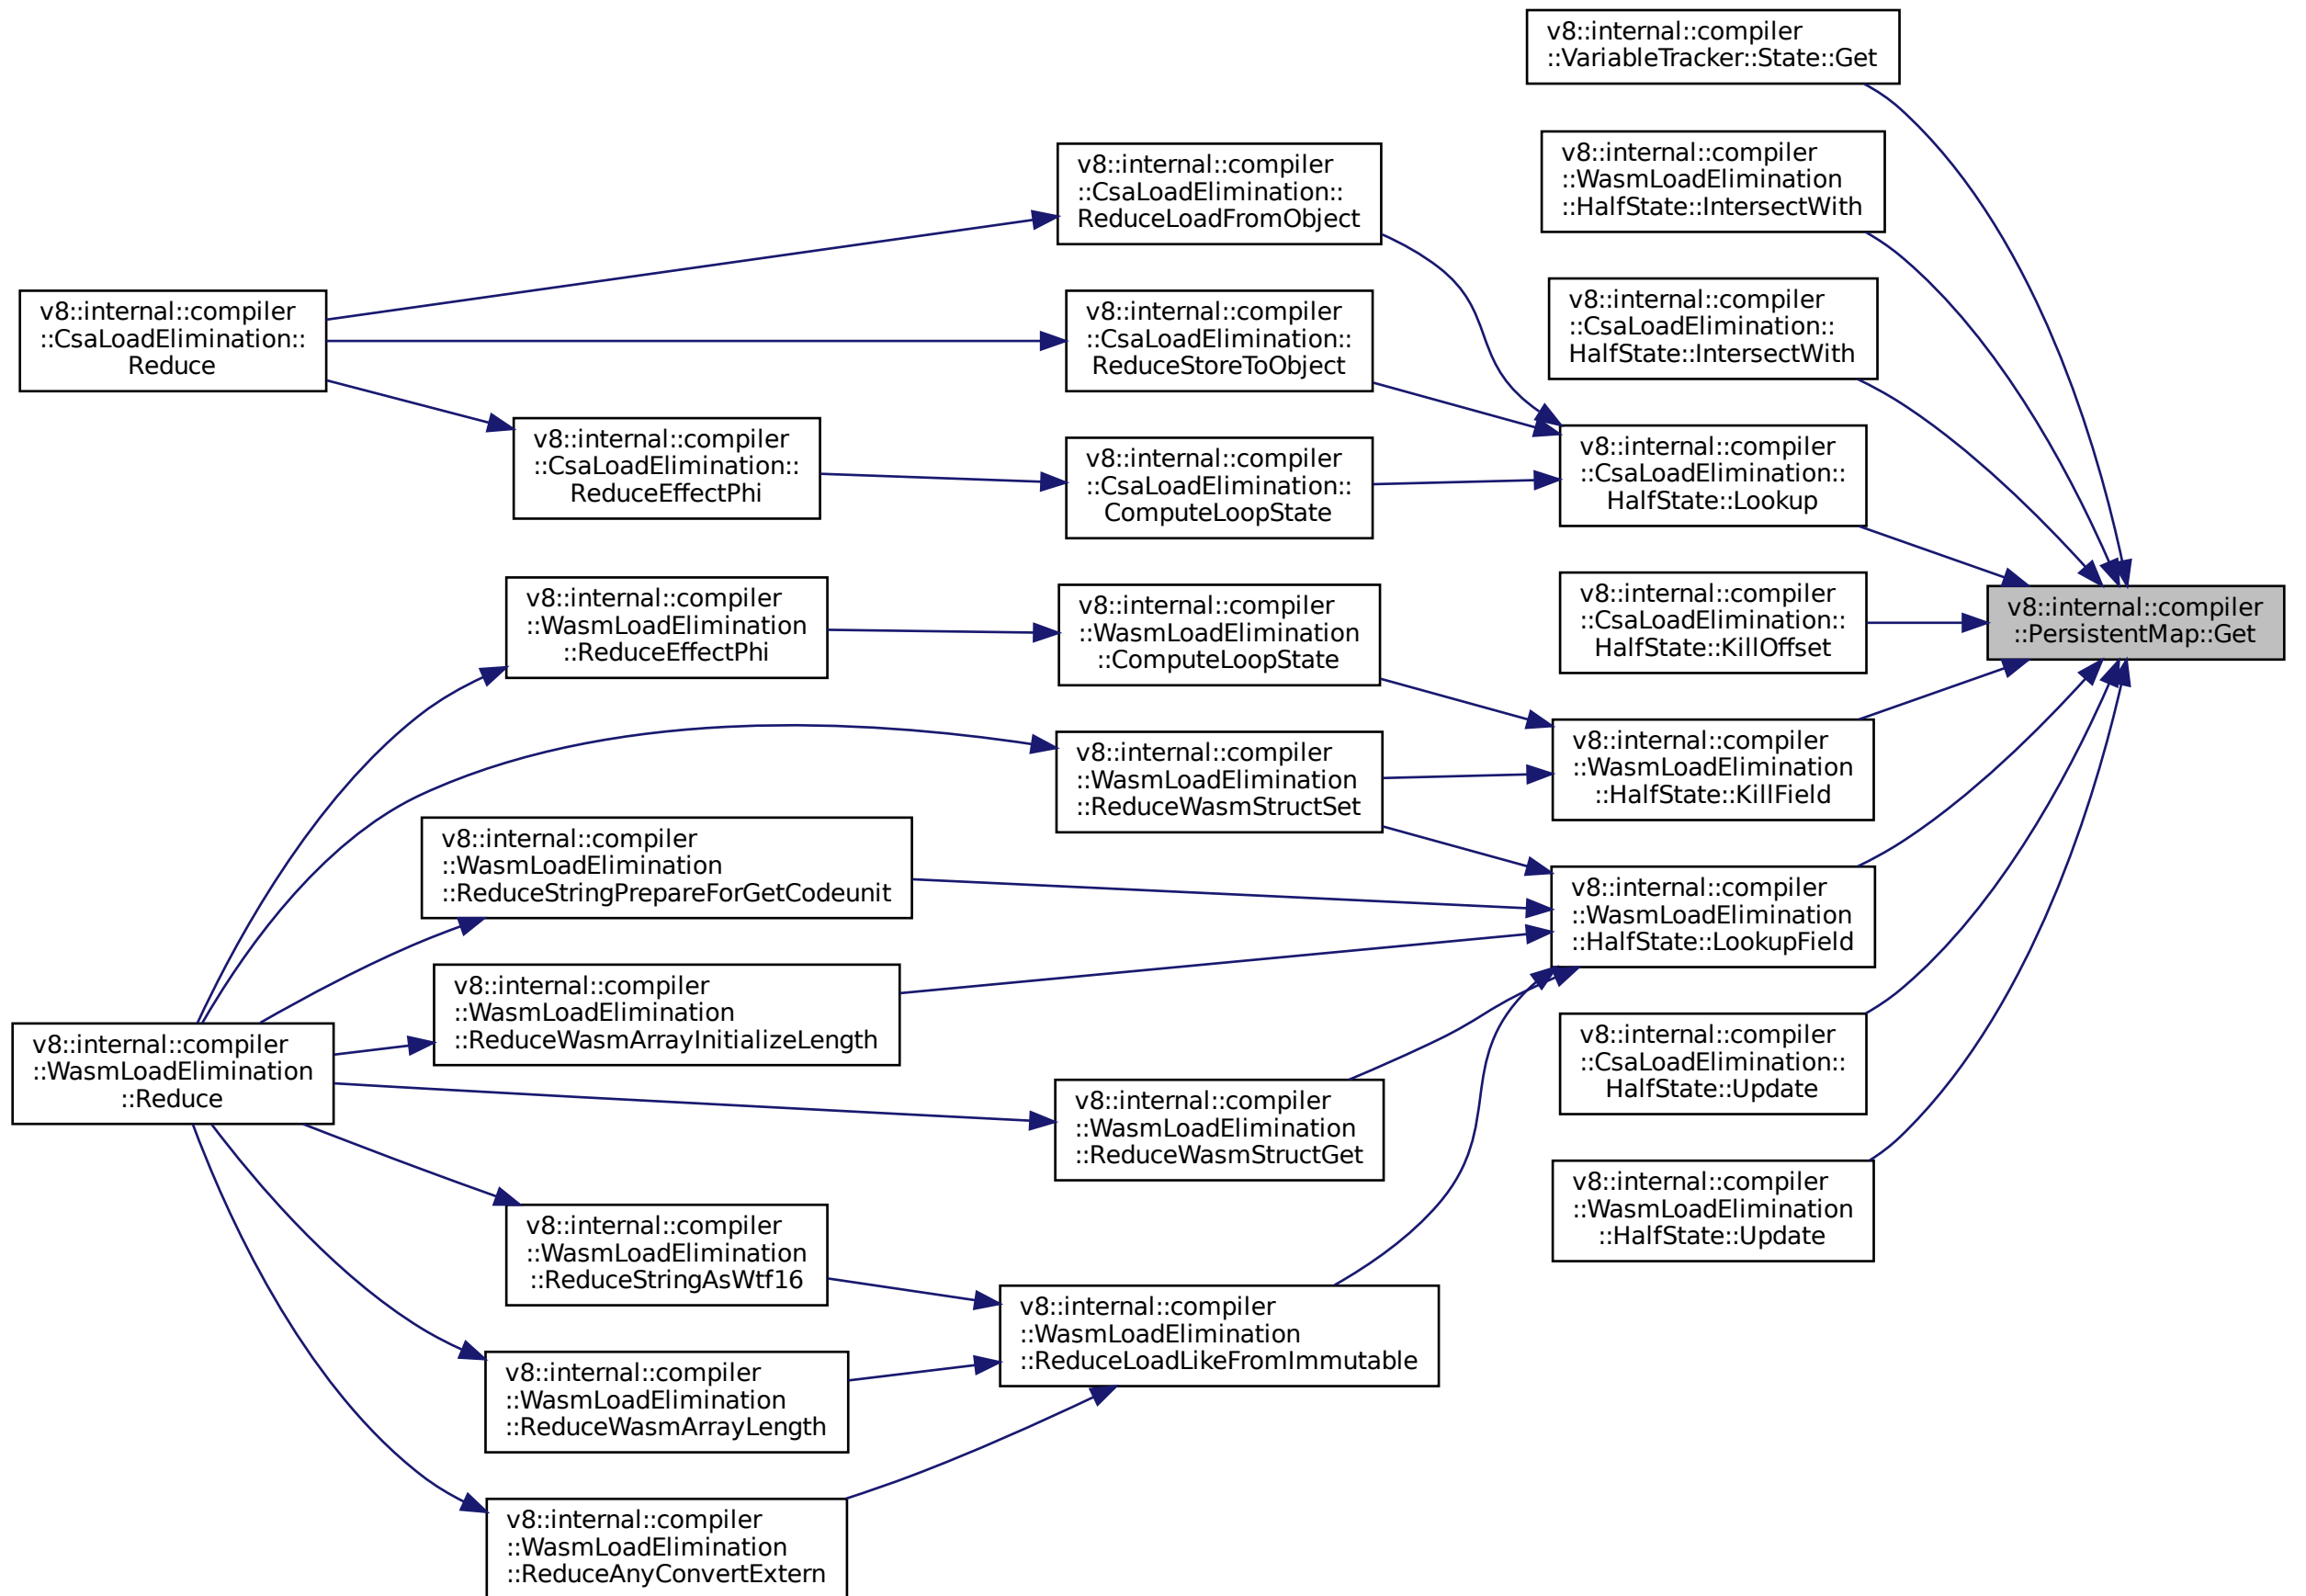 v8::internal::compiler
::VariableTracker::State::Get
v8::internal::compiler
::WasmLoadElimination
::HalfState::IntersectWith
v8::internal::compiler
::CsaLoadElimination::
ReduceLoadFromObject
v8::internal::compiler
::CsaLoadElimination::
HalfState::IntersectWith
v8::internal::compiler
::CsaLoadElimination::
Reduce
v8::internal::compiler
::CsaLoadElimination::
ReduceStoreToObject
v8::internal::compiler
::CsaLoadElimination::
ReduceEffectPhi
v8::internal::compiler
::CsaLoadElimination::
ComputeLoopState
v8::internal::compiler
::CsaLoadElimination::
HalfState::Lookup
v8::internal::compiler
::WasmLoadElimination
::ReduceEffectPhi
v8::internal::compiler
::WasmLoadElimination
::ComputeLoopState
v8::internal::compiler
::CsaLoadElimination::
HalfState::KillOffset
v8::internal::compiler
::PersistentMap::Get
v8::internal::compiler
::WasmLoadElimination
::ReduceWasmStructSet
v8::internal::compiler
::WasmLoadElimination
::HalfState::KillField
v8::internal::compiler
::WasmLoadElimination
::ReduceStringPrepareForGetCodeunit
v8::internal::compiler
::WasmLoadElimination
::HalfState::LookupField
v8::internal::compiler
::WasmLoadElimination
::ReduceWasmArrayInitializeLength
v8::internal::compiler
::WasmLoadElimination
::Reduce
v8::internal::compiler
::CsaLoadElimination::
HalfState::Update
v8::internal::compiler
::WasmLoadElimination
::ReduceWasmStructGet
v8::internal::compiler
::WasmLoadElimination
::HalfState::Update
v8::internal::compiler
::WasmLoadElimination
::ReduceStringAsWtf16
v8::internal::compiler
::WasmLoadElimination
::ReduceLoadLikeFromImmutable
v8::internal::compiler
::WasmLoadElimination
::ReduceWasmArrayLength
v8::internal::compiler
::WasmLoadElimination
::ReduceAnyConvertExtern